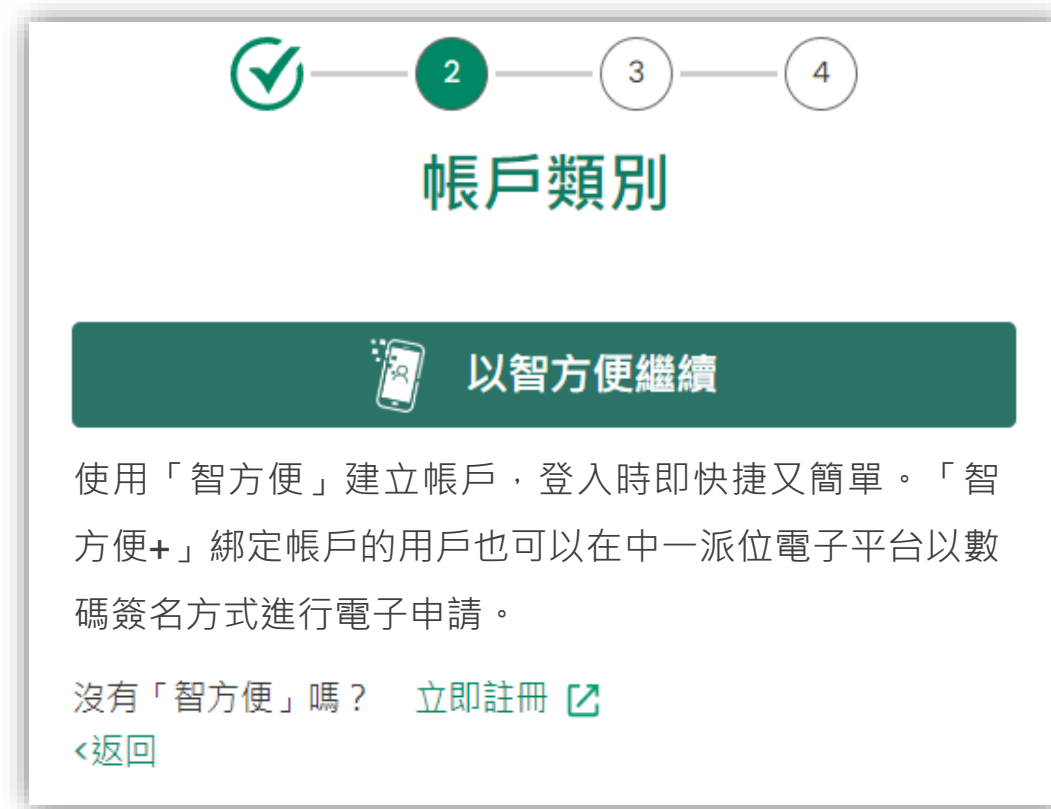 2 3 4
帳戶類別
以智方便繼續
使用「智方便」建立帳戶，登入時即快捷又簡單。「智
方便+」綁定帳戶的用戶也可以在中一派位電子平台以數
碼簽名方式進行電子申請。
沒有「智方便」嗎？ 立即註冊
<返回